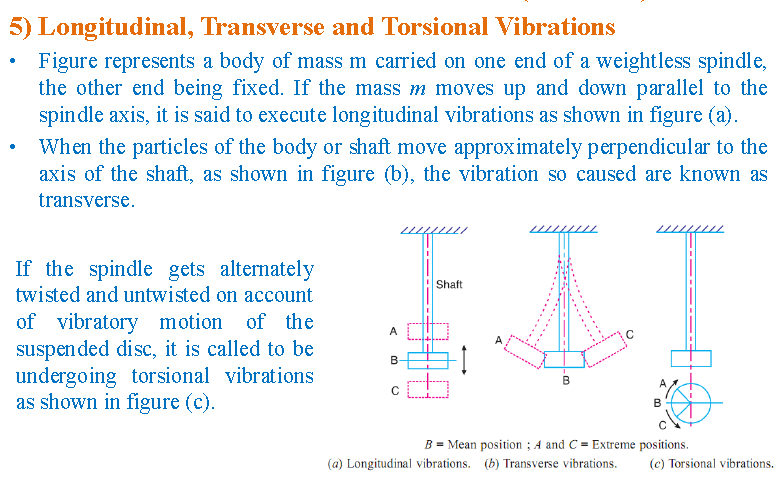 5) Longitudinal, Transverse and Torsional Vibrations
• Figure represents a body of mass m carried on one end of a weightless spindle,
the other end being fixed. If the mass m moves up and down parallel to the
spindle axis, it is said to execute longitudinal vibrations as shown in figure (a).
• When the particles of the body or shaft move approximately perpendicular to the
axis of the shaft, as shown in figure (b), the vibration so caused are known as
transverse.
If the spindle gets alternately
twisted and untwisted on account
of vibratory motion of the
suspended disc, it is called to be
undergoing torsional vibrations
as shown in figure (c).
Shaft
A
B
C
A
C
B
A
B
C
B = Mean position ; A and C = Extreme positions.
(a) Longitudinal vibrations. (b) Transverse vibrations. (c) Torsional vibrations.